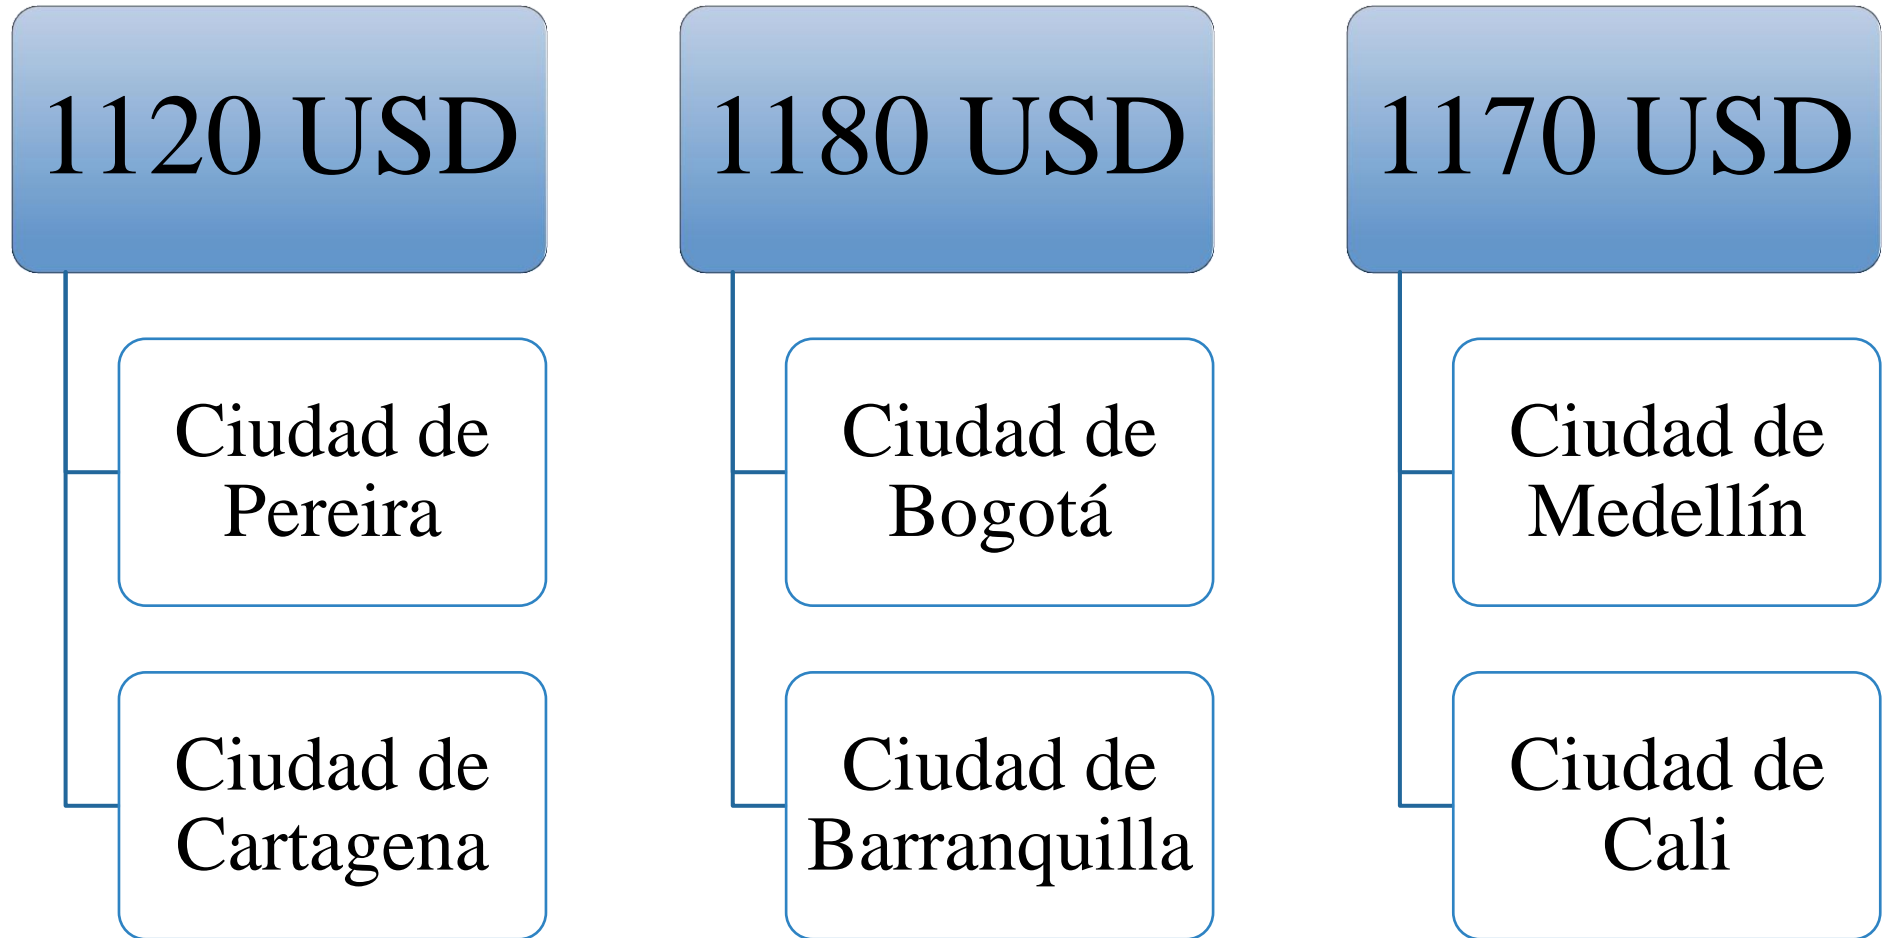 1120 USD
Ciudad de
Pereira
Ciudad de
Cartagena
1180 USD
Ciudad de
Bogotá
Ciudad de
Barranquilla
1170 USD
Ciudad de
Medellín
Ciudad de
Cali